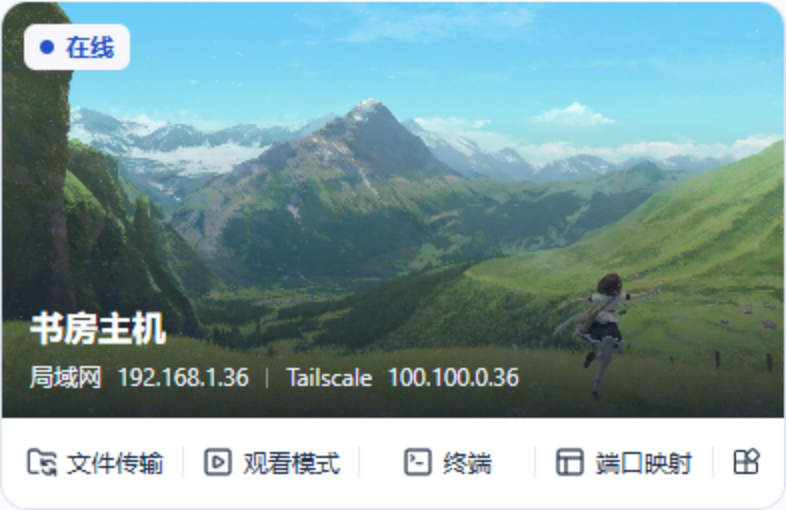 在线
书房主机
局域网 192.168.1.36 | Tailscale 100.100.0.36
文件传输 观看模式 终端 端口映射